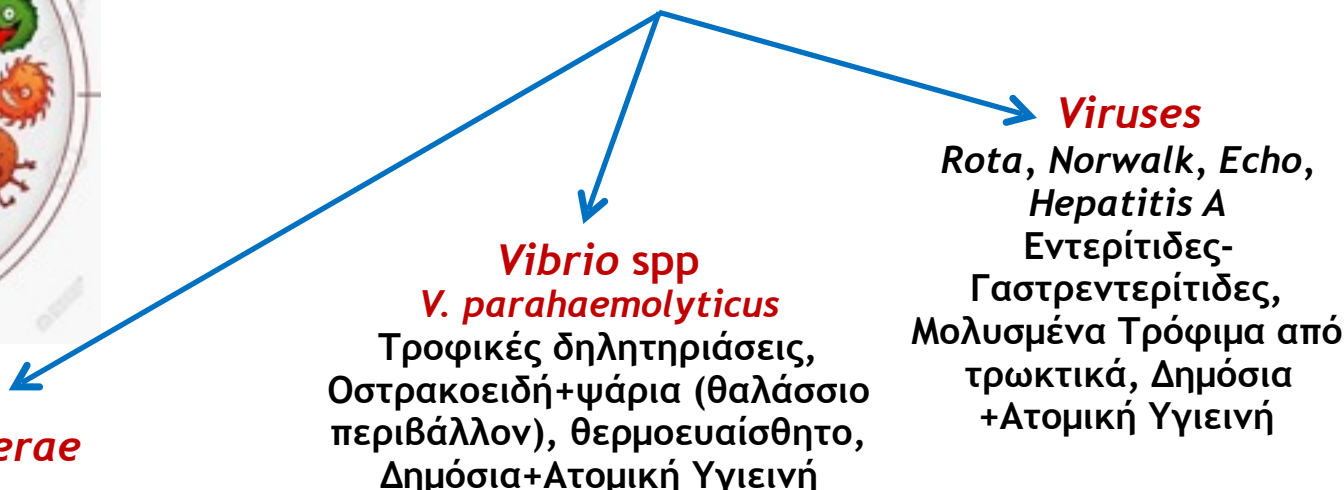 Viruses
Rota, Norwalk, Echo,
Hepatitis A
Εντερίτιδες-
Γαστρεντερίτιδες,
Μολυσμένα Τρόφιμα από
τρωκτικά, Δημόσια
+Ατομική Υγιεινή
Vibrio spp
V. parahaemolyticus
Τροφικές δηλητηριάσεις,
Οστρακοειδή+ψάρια (θαλάσσιο
περιβάλλον), θερμοευαίσθητο,
Δημόσια+Ατομική Υγιεινή
erae